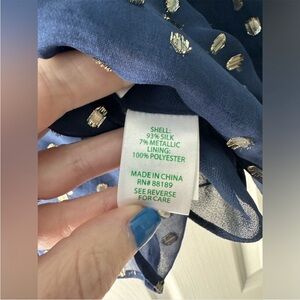 SHELL:
93% SILK
7% METALLIC
LINING:
100% POLYESTER
MADE IN CHINA
RN# 88189
SEE REVERSE
FOR CARE